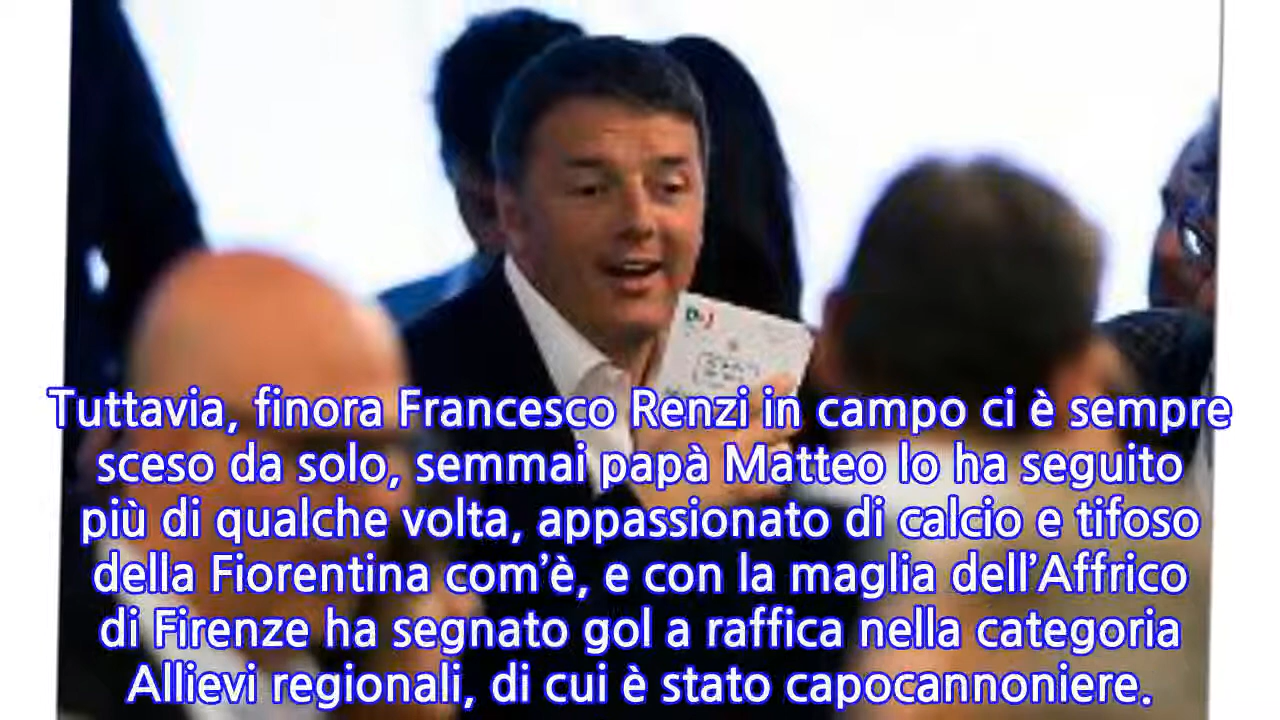 Tuttavia, finora Francesco Renzi in campo ci è sempre
sceso da solo, semmai papà Matteo lo ha seguito
più di qualche volta, appassionato di calcio e tifoso
della Fiorentina com’è, e con la maglia dell’Affrico
di Firenze ha segnato gol a raffica nella categoria
Allievi regionali, di cui è stato capocannoniere.